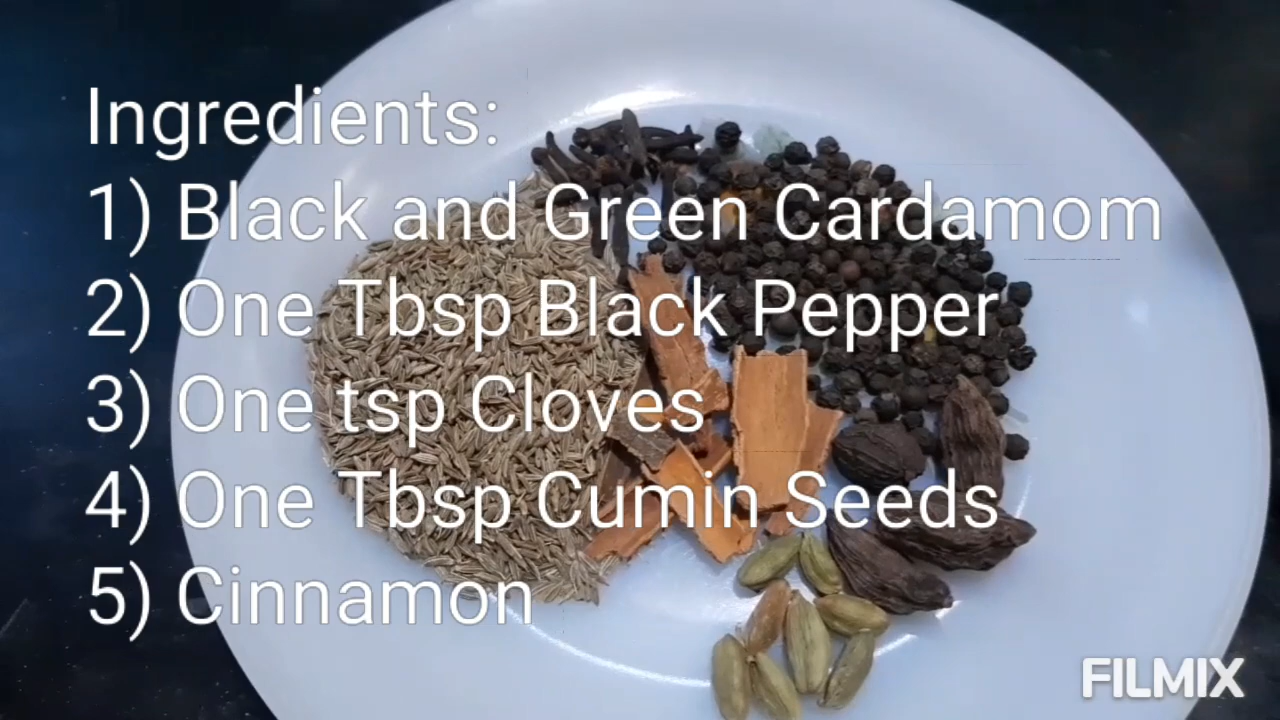 Ingredients:
1) Black and Green Cardamom
2) One Tbsp Black Pepper
3) One tsp Cloves
4) One Tbsp Cumin Seeds
5) Cinnamon
FILMIX